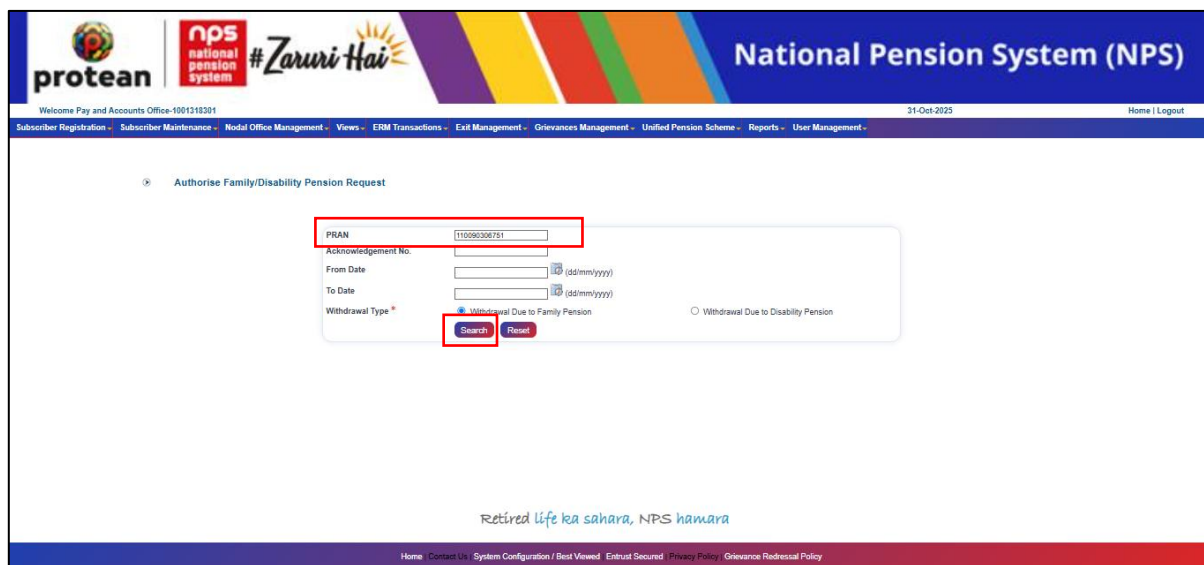 protean
nps
national
pension
system
#Zaruri Hai
National Pension System (NPS)
Welcome Pay and Accounts Office-1001318301
31-Oct-2025
Home | Logout
Subscriber Registration Subscriber Maintenance Nodal Office Management Views ERM Transactions Exit Management Grievances Management Unified Pension Scheme Reports User Management
Authorise Family/Disability Pension Request
PRAN 110090306751
Acknowledgement No.
From Date (dd/mm/yyyy)
To Date (dd/mm/yyyy)
Withdrawal Type * Withdrawal Due to Family Pension Withdrawal Due to Disability Pension
Search Reset
Retired life ka sahara, NPS hamara
Home | Contact Us | System Configuration / Best Viewed | Entrust Secured | Privacy Policy | Grievance Redressal Policy